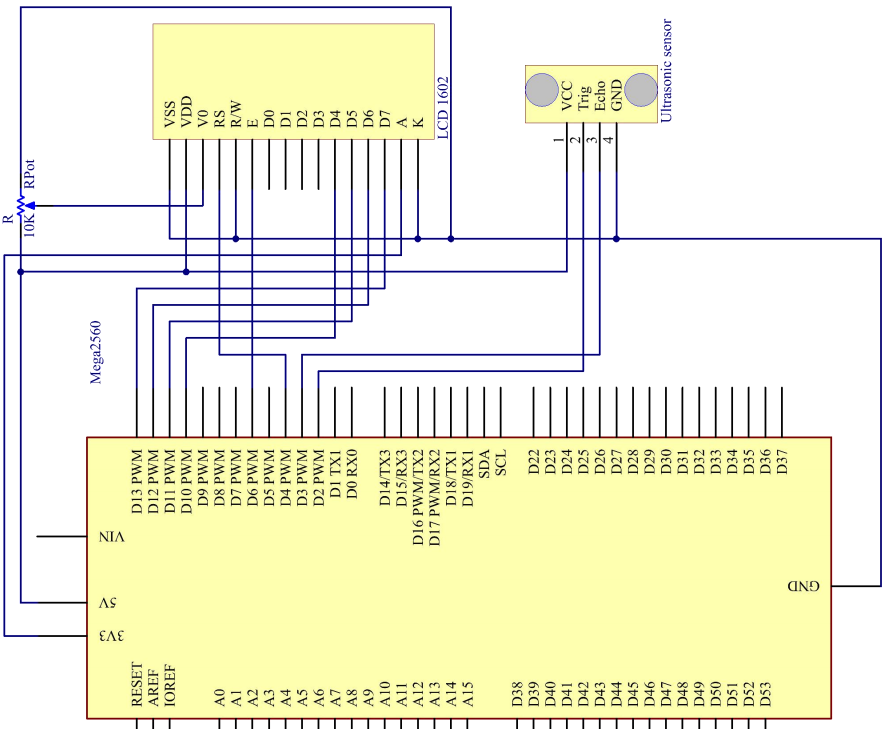 VSS
VDD
V0
RS
R/W
E
D0
D1
D2
D3
D4
D5
D6
D7
A
K
LCD 1602
VCC
Trig
Echo
GND
Ultrasonic sensor
1
2
3
4
RPot
R
10K
Mega2560
D13 PWM
D12 PWM
D11 PWM
D10 PWM
D9 PWM
D8 PWM
D7 PWM
D6 PWM
D5 PWM
D4 PWM
D3 PWM
D2 PWM
D1 TX1
D0 RX0
D14/TX3
D15/RX3
D16 PWM/TX2
D17 PWM/RX2
D18/TX1
D19/RX1
SDA
SCL
D22
D23
D24
D25
D26
D27
D28
D29
D30
D31
D32
D33
D34
D35
D36
D37
VIN
5V
3V3
GND
RESET
AREF
IOREF
A0
A1
A2
A3
A4
A5
A6
A7
A8
A9
A10
A11
A12
A13
A14
A15
D38
D39
D40
D41
D42
D43
D44
D45
D46
D47
D48
D49
D50
D51
D52
D53